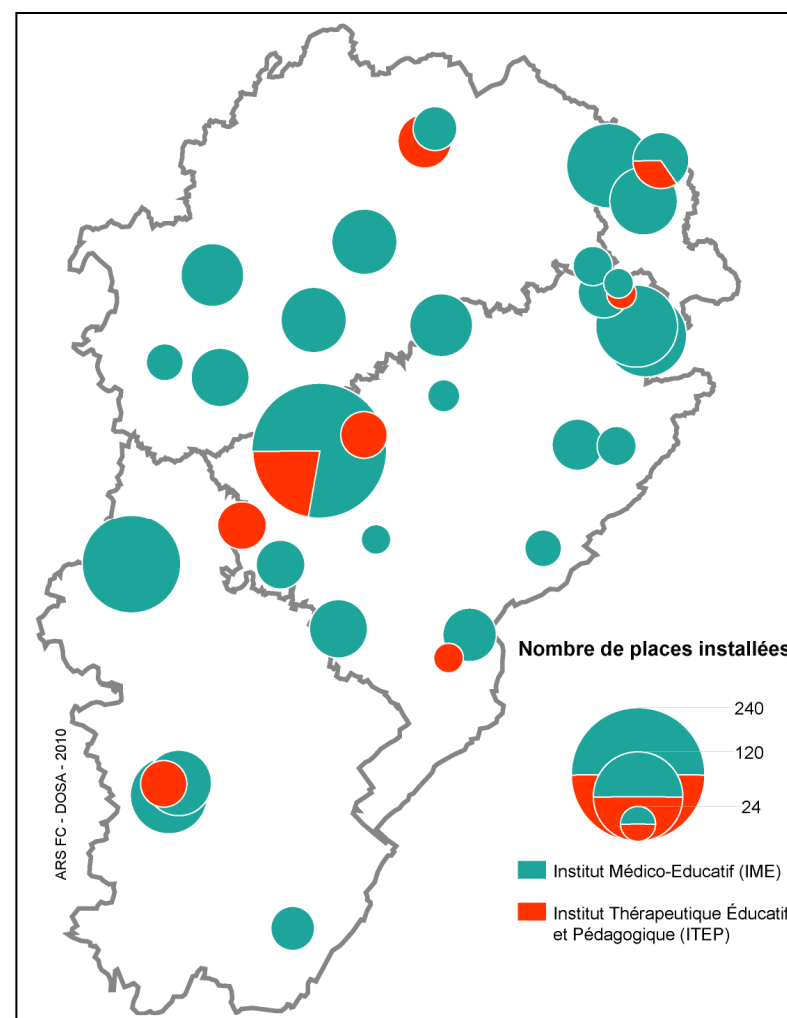 Nombre de places installées
240
120
24
Institut Médico-Educatif (IME)
Institut Thérapeutique Éducatif
et Pédagogique (ITEP)
ARS FC - DOSA - 2010